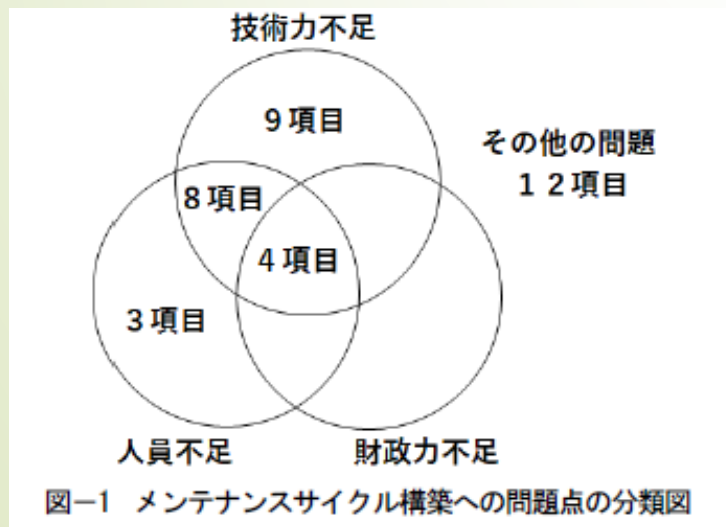 技術力不足
9項目
その他の問題
12項目
8項目
4項目
3項目
人員不足
財政力不足
図－1 メンテナンスサイクル構築への問題点の分類図